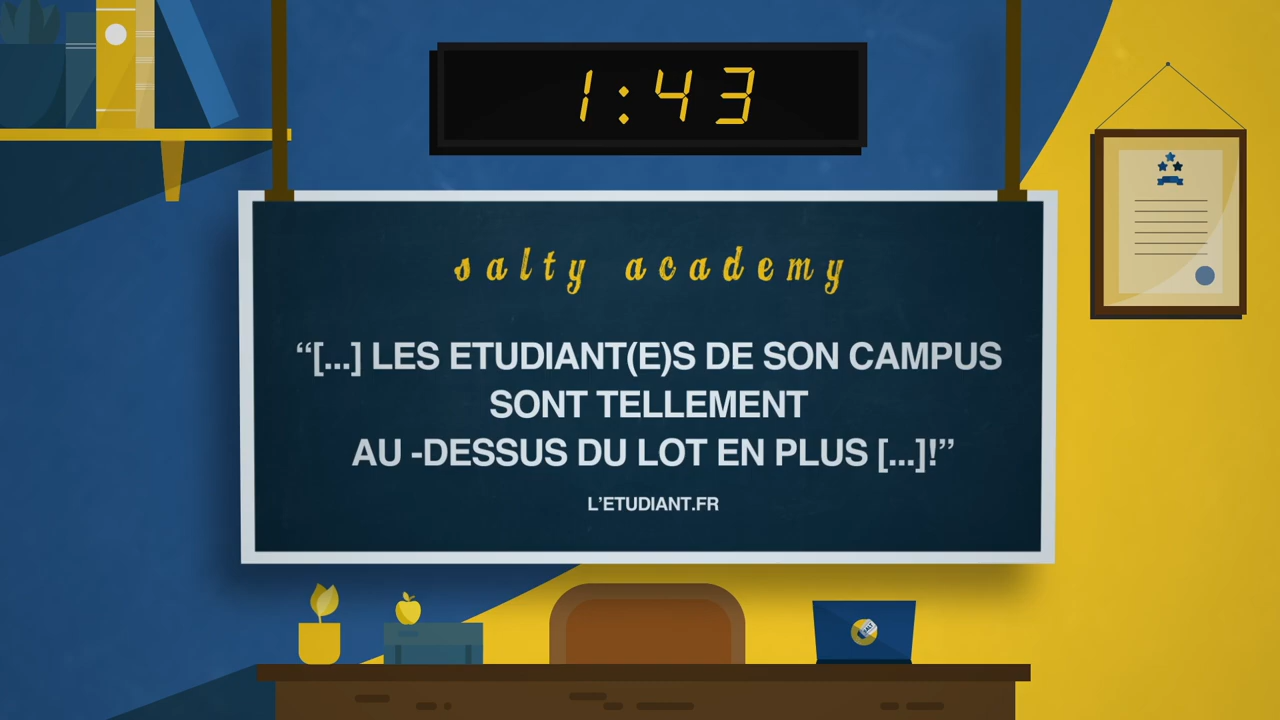 1:43
salty academy
“[...] LES ETUDIANT(E)S DE SON CAMPUS
SONT TELLEMENT
AU -DESSUS DU LOT EN PLUS [...]!”
L’ETUDIANT.FR
SALT